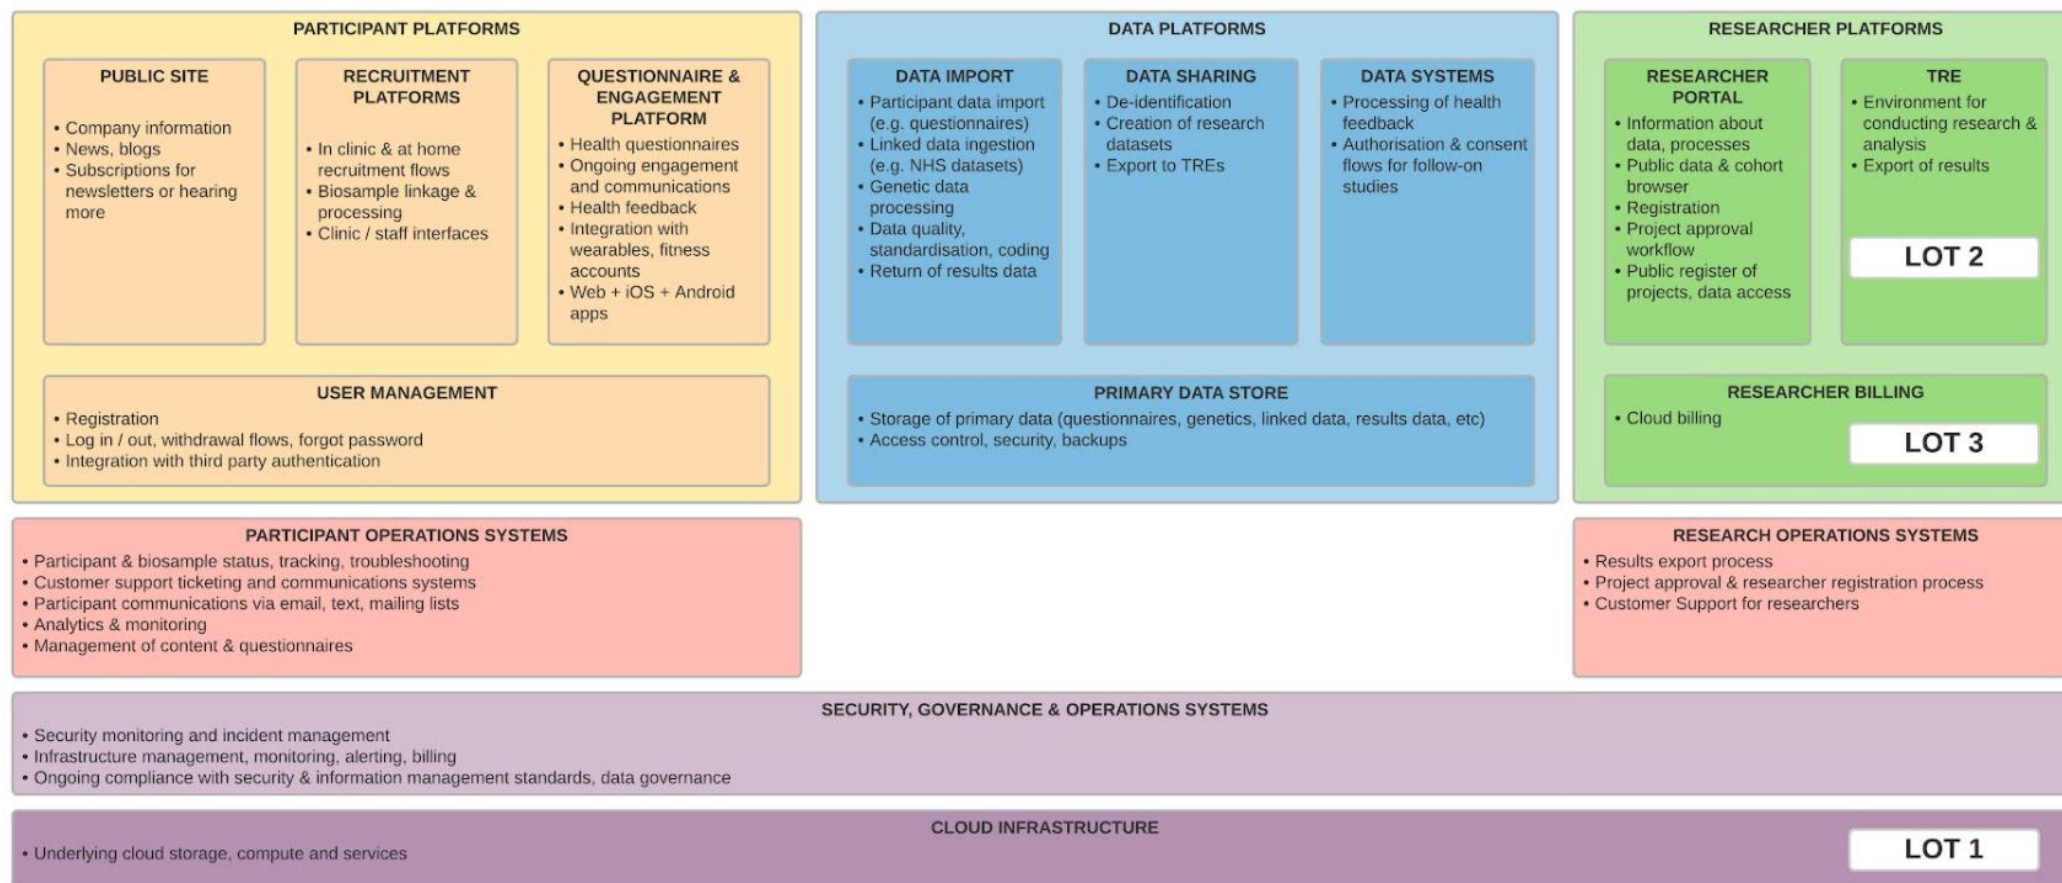 PARTICIPANT PLATFORMS
PUBLIC SITE
• Company information
• News, blogs
• Subscriptions for
newsletters or hearing
more
RECRUITMENT
PLATFORMS
• In clinic & at home
recruitment flows
• Biosample linkage &
processing
• Clinic / staff interfaces
QUESTIONNAIRE &
ENGAGEMENT
PLATFORM
• Health questionnaires
• Ongoing engagement
and communications
• Health feedback
• Integration with
wearables, fitness
accounts
• Web + iOS + Android
apps
USER MANAGEMENT
• Registration
• Log in / out, withdrawal flows, forgot password
• Integration with third party authentication
DATA PLATFORMS
DATA IMPORT
• Participant data import
(e.g. questionnaires)
• Linked data ingestion
(e.g. NHS datasets)
• Genetic data
processing
• Data quality,
standardisation, coding
• Return of results data
DATA SHARING
• De-identification
• Creation of research
datasets
• Export to TREs
DATA SYSTEMS
• Processing of health
feedback
• Authorisation & consent
flows for follow-on
studies
PRIMARY DATA STORE
• Storage of primary data (questionnaires, genetics, linked data, results data, etc)
• Access control, security, backups
RESEARCHER PLATFORMS
RESEARCHER
PORTAL
• Information about
data, processes
• Public data & cohort
browser
• Registration
• Project approval
workflow
• Public register of
projects, data access
TRE
• Environment for
conducting research &
analysis
• Export of results
LOT 2
RESEARCHER BILLING
• Cloud billing
LOT 3
PARTICIPANT OPERATIONS SYSTEMS
• Participant & biosample status, tracking, troubleshooting
• Customer support ticketing and communications systems
• Participant communications via email, text, mailing lists
• Analytics & monitoring
• Management of content & questionnaires
RESEARCH OPERATIONS SYSTEMS
• Results export process
• Project approval & researcher registration process
• Customer Support for researchers
SECURITY, GOVERNANCE & OPERATIONS SYSTEMS
• Security monitoring and incident management
• Infrastructure management, monitoring, alerting, billing
• Ongoing compliance with security & information management standards, data governance
CLOUD INFRASTRUCTURE
• Underlying cloud storage, compute and services
LOT 1